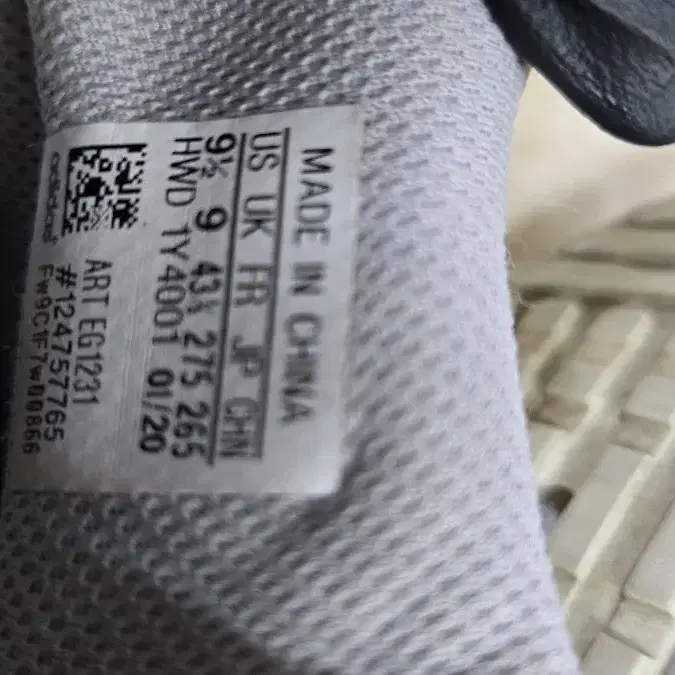 MADE IN CHINA
US UK FR JP CHN
9½ 9 43⅓ 275 265
HWD 1Y4001 01/20
adidas
ART EG1231
#124757765
FW9C1F7W00866